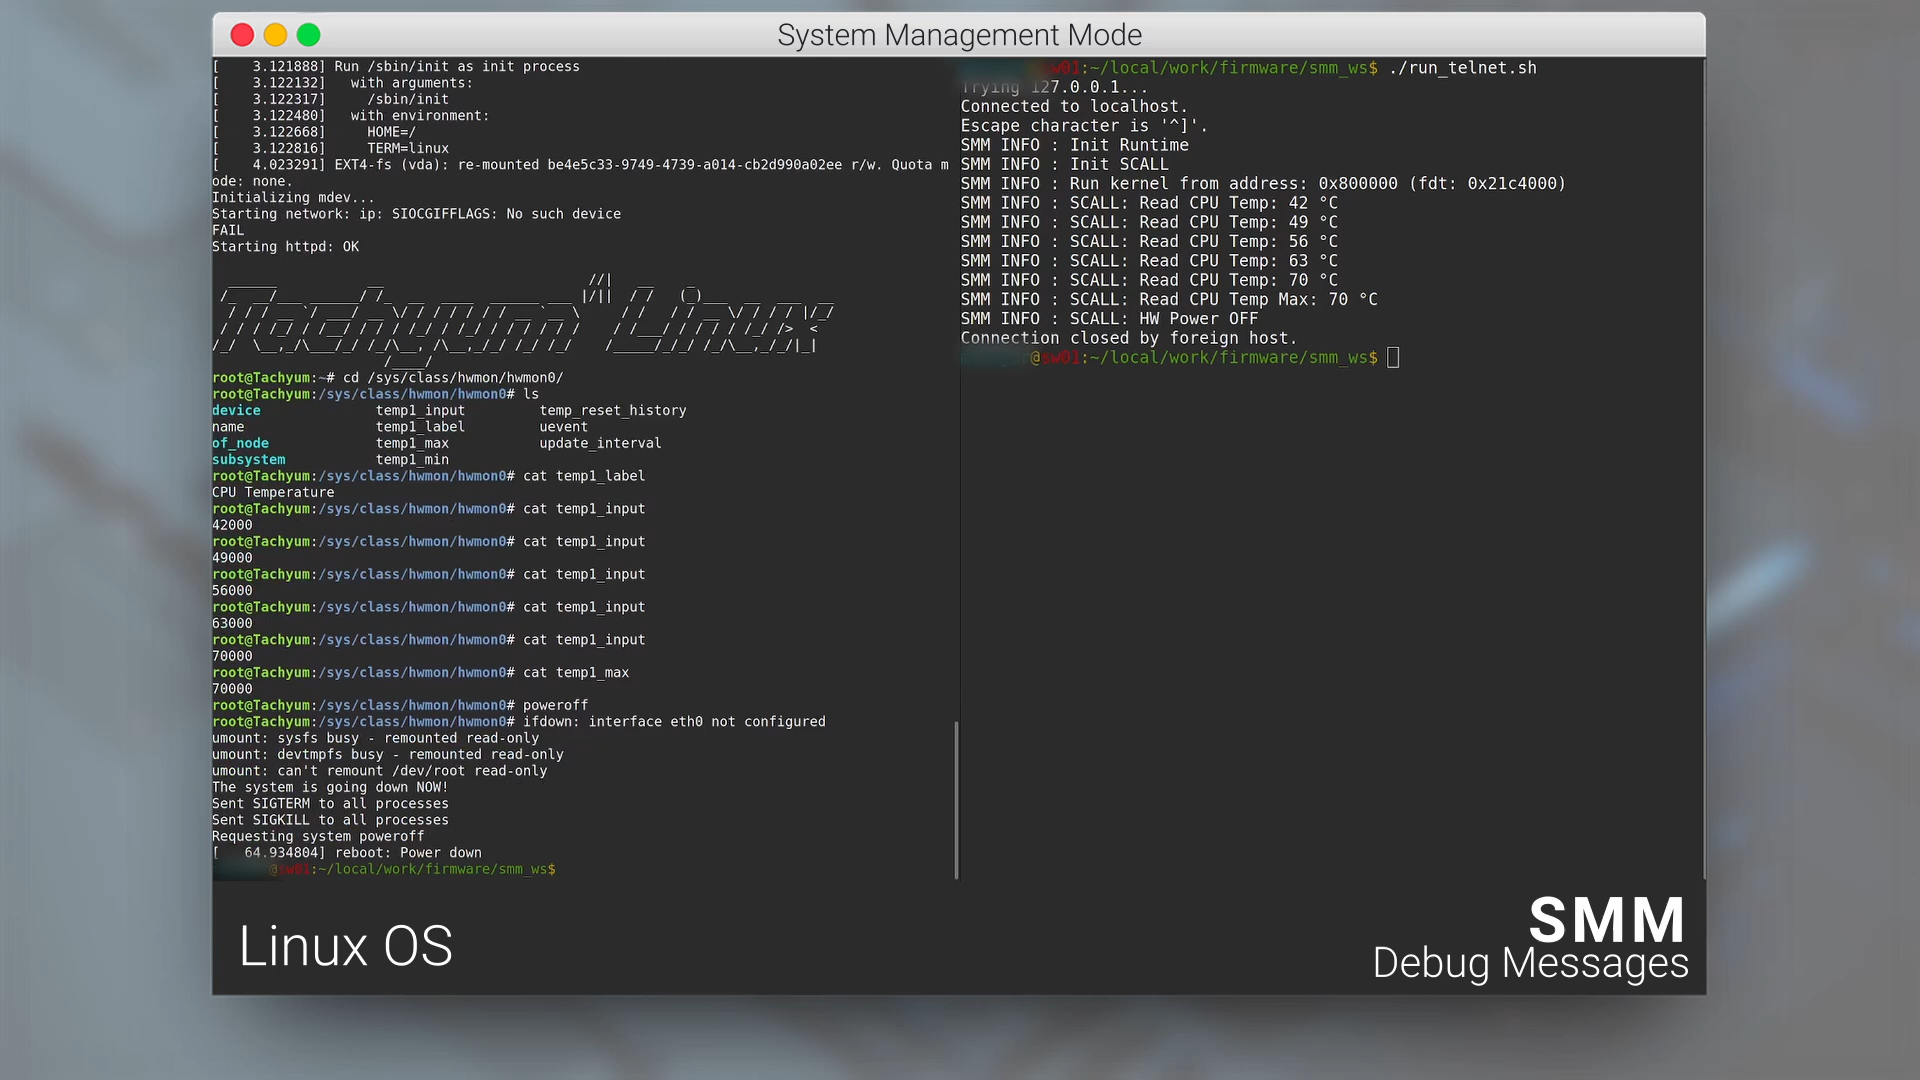 System Management Mode
[    3.121888] Run /sbin/init as init process
[    3.122132]   with arguments:
[    3.122317]     /sbin/init
[    3.122480]   with environment:
[    3.122668]     HOME=/
[    3.122816]     TERM=linux
[    4.023291] EXT4-fs (vda): re-mounted be4e5c33-9749-4739-a014-cb2d990a02ee r/w. Quota m
ode: none.
Initializing mdev...
Starting network: ip: SIOCGIFFLAGS: No such device
FAIL
Starting httpd: OK
Tachyum Linux
root@Tachyum:~# cd /sys/class/hwmon/hwmon0/
root@Tachyum:/sys/class/hwmon/hwmon0# ls
device              temp1_input         temp_reset_history
name                temp1_label         uevent
of_node             temp1_max           update_interval
subsystem           temp1_min
root@Tachyum:/sys/class/hwmon/hwmon0# cat temp1_label
CPU Temperature
root@Tachyum:/sys/class/hwmon/hwmon0# cat temp1_input
42000
root@Tachyum:/sys/class/hwmon/hwmon0# cat temp1_input
49000
root@Tachyum:/sys/class/hwmon/hwmon0# cat temp1_input
56000
root@Tachyum:/sys/class/hwmon/hwmon0# cat temp1_input
63000
root@Tachyum:/sys/class/hwmon/hwmon0# cat temp1_input
70000
root@Tachyum:/sys/class/hwmon/hwmon0# cat temp1_max
70000
root@Tachyum:/sys/class/hwmon/hwmon0# poweroff
root@Tachyum:/sys/class/hwmon/hwmon0# ifdown: interface eth0 not configured
umount: sysfs busy - remounted read-only
umount: devtmpfs busy - remounted read-only
umount: can't remount /dev/root read-only
The system is going down NOW!
Sent SIGTERM to all processes
Sent SIGKILL to all processes
Requesting system poweroff
[   64.934804] reboot: Power down
@sw01:~/local/work/firmware/smm_ws$
Linux OS
sw01:~/local/work/firmware/smm_ws$ ./run_telnet.sh
Trying 127.0.0.1...
Connected to localhost.
Escape character is '^]'.
SMM INFO : Init Runtime
SMM INFO : Init SCALL
SMM INFO : Run kernel from address: 0x800000 (fdt: 0x21c4000)
SMM INFO : SCALL: Read CPU Temp: 42 °C
SMM INFO : SCALL: Read CPU Temp: 49 °C
SMM INFO : SCALL: Read CPU Temp: 56 °C
SMM INFO : SCALL: Read CPU Temp: 63 °C
SMM INFO : SCALL: Read CPU Temp: 70 °C
SMM INFO : SCALL: Read CPU Temp Max: 70 °C
SMM INFO : SCALL: HW Power OFF
Connection closed by foreign host.
@sw01:~/local/work/firmware/smm_ws$
SMM
Debug Messages